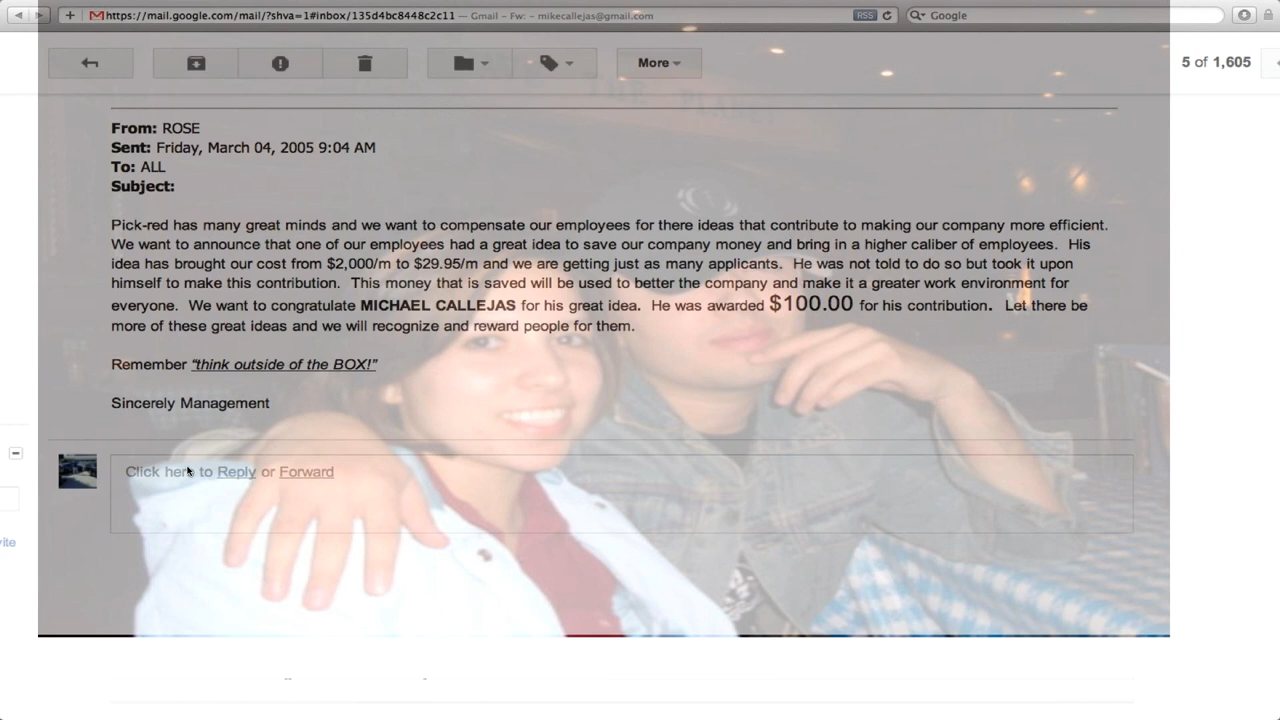 https://mail.google.com/mail/?shva=1#inbox/135d4bc8448c2c11 — Gmail – Fw: – mikecallejas@gmail.com RSS Google
More 5 of 1,605
THE PLANET
From: ROSE
Sent: Friday, March 04, 2005 9:04 AM
To: ALL
Subject:
Pick-red has many great minds and we want to compensate our employees for there ideas that contribute to making our company more efficient.
We want to announce that one of our employees had a great idea to save our company money and bring in a higher caliber of employees. His
idea has brought our cost from $2,000/m to $29.95/m and we are getting just as many applicants. He was not told to do so but took it upon
himself to make this contribution. This money that is saved will be used to better the company and make it a greater work environment for
everyone. We want to congratulate MICHAEL CALLEJAS for his great idea. He was awarded $100.00 for his contribution. Let there be
more of these great ideas and we will recognize and reward people for them.
Remember "think outside of the BOX!"
Sincerely Management
Click here to Reply or Forward